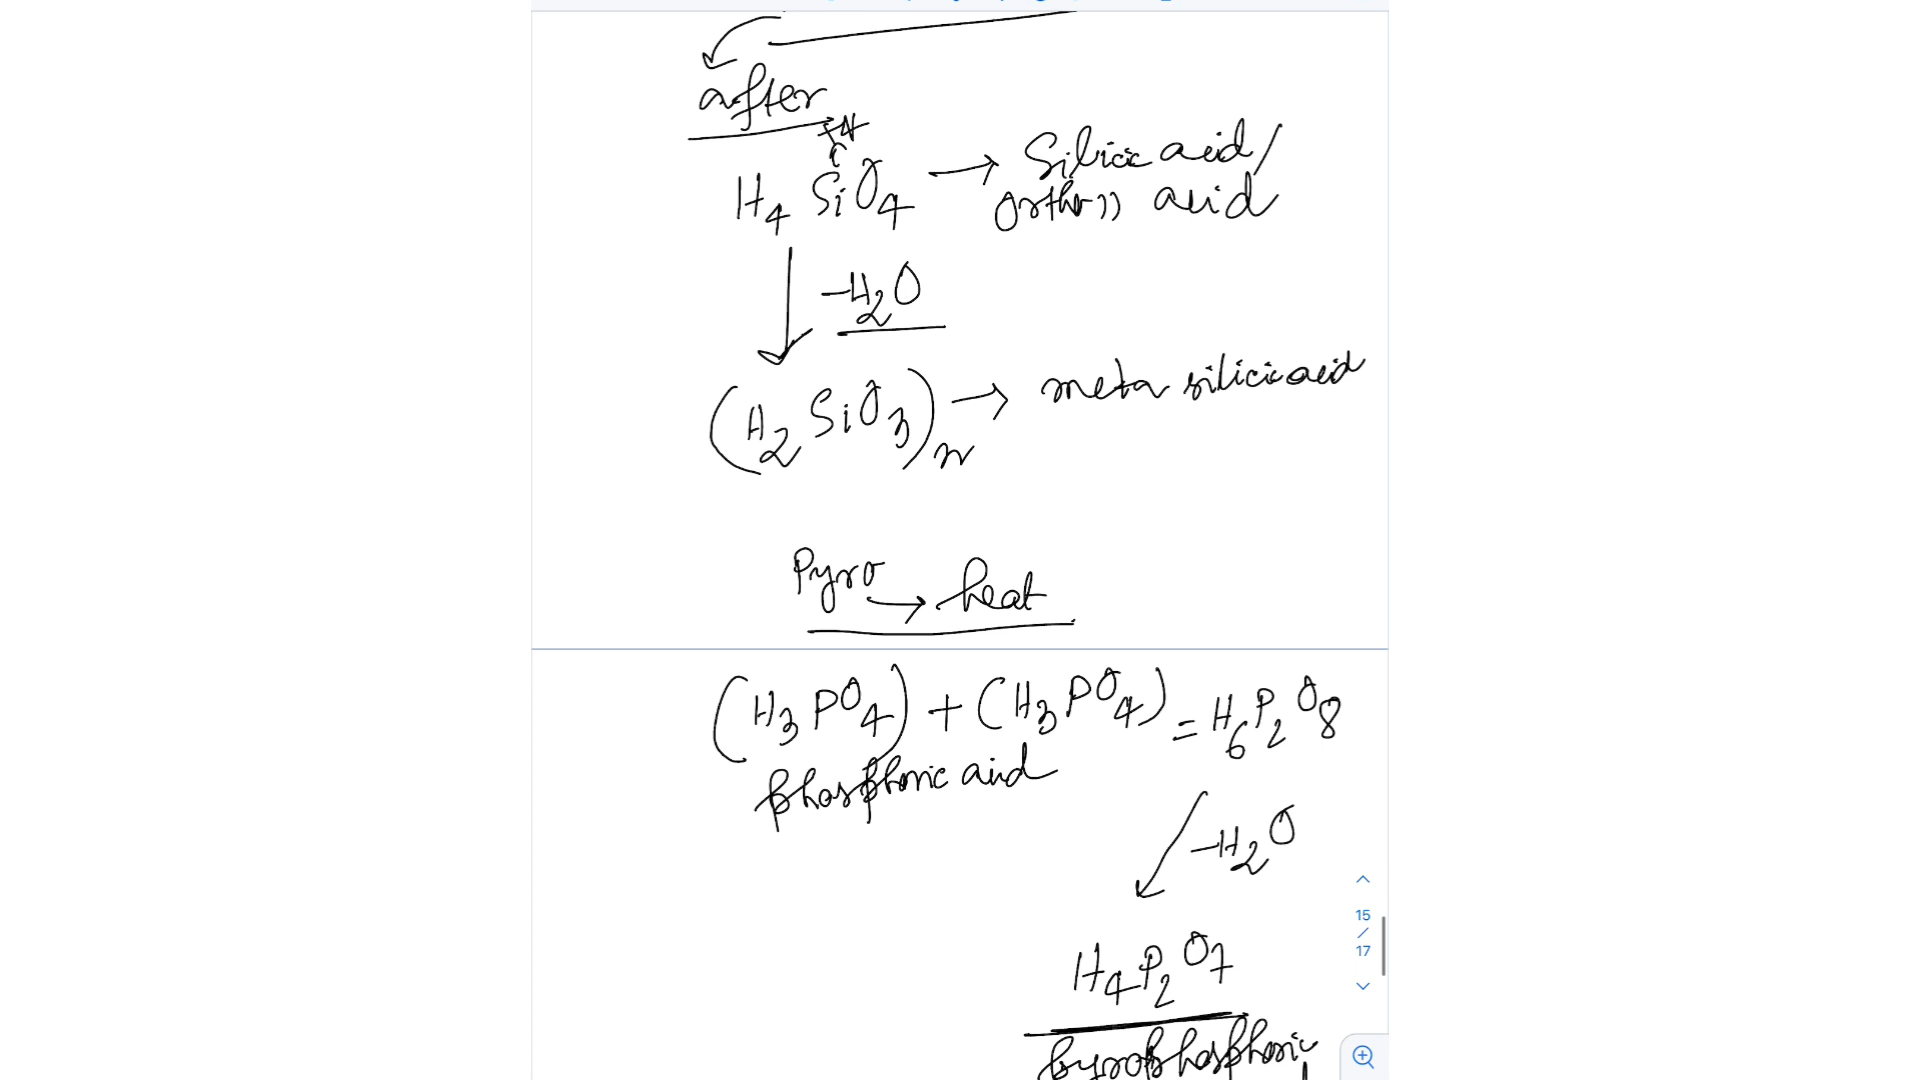 after
+4
H4 SiO4 → Silicic acid/
ortho )) acid
-H2O
(H2SiO3)n → meta silicic acid
Pyro → heat
(H3PO4) + (H3PO4) = H6P2O8
phosphoric acid
-H2O
15
/
17
H4P2O7
pyrophosphoric